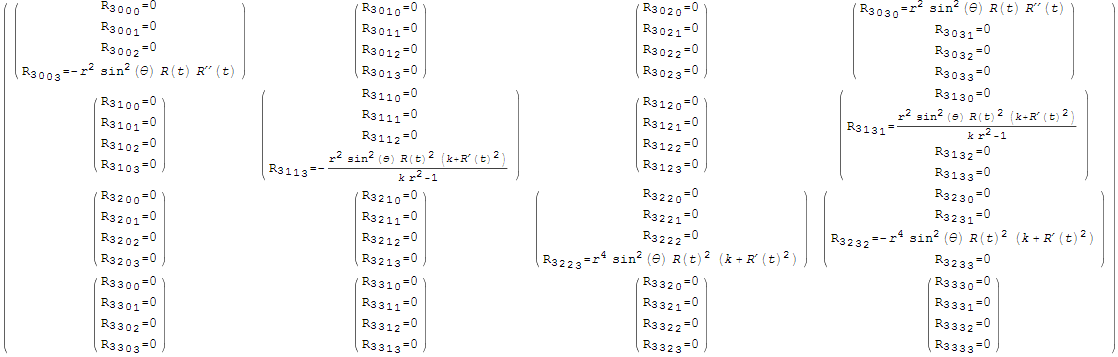 R₃₀₀₀=0 R₃₀₁₀=0 R₃₀₂₀=0 R₃₀₃₀=r² sin²(θ) R(t) R′′(t)
R₃₀₀₁=0 R₃₀₁₁=0 R₃₀₂₁=0 R₃₀₃₁=0
R₃₀₀₂=0 R₃₀₁₂=0 R₃₀₂₂=0 R₃₀₃₂=0
R₃₀₀₃=-r² sin²(θ) R(t) R′′(t) R₃₀₁₃=0 R₃₀₂₃=0 R₃₀₃₃=0
R₃₁₀₀=0 R₃₁₁₀=0 R₃₁₂₀=0 R₃₁₃₀=0
R₃₁₀₁=0 R₃₁₁₁=0 R₃₁₂₁=0 R₃₁₃₁=r² sin²(θ) R(t)² (k+R′(t)²)/k r²-1
R₃₁₀₂=0 R₃₁₁₂=0 R₃₁₂₂=0 R₃₁₃₂=0
R₃₁₀₃=0 R₃₁₁₃=-r² sin²(θ) R(t)² (k+R′(t)²)/k r²-1 R₃₁₂₃=0 R₃₁₃₃=0
R₃₂₀₀=0 R₃₂₁₀=0 R₃₂₂₀=0 R₃₂₃₀=0
R₃₂₀₁=0 R₃₂₁₁=0 R₃₂₂₁=0 R₃₂₃₁=0
R₃₂₀₂=0 R₃₂₁₂=0 R₃₂₂₂=0 R₃₂₃₂=-r⁴ sin²(θ) R(t)² (k+R′(t)²)
R₃₂₀₃=0 R₃₂₁₃=0 R₃₂₂₃=r⁴ sin²(θ) R(t)² (k+R′(t)²) R₃₂₃₃=0
R₃₃₀₀=0 R₃₃₁₀=0 R₃₃₂₀=0 R₃₃₃₀=0
R₃₃₀₁=0 R₃₃₁₁=0 R₃₃₂₁=0 R₃₃₃₁=0
R₃₃₀₂=0 R₃₃₁₂=0 R₃₃₂₂=0 R₃₃₃₂=0
R₃₃₀₃=0 R₃₃₁₃=0 R₃₃₂₃=0 R₃₃₃₃=0